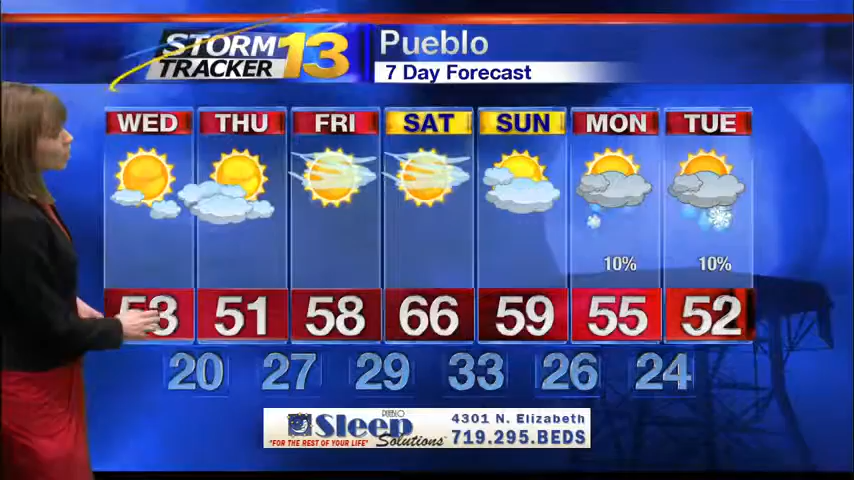 STORM
TRACKER 13
Pueblo
7 Day Forecast
WED THU FRI SAT SUN MON TUE
10% 10%
53 51 58 66 59 55 52
20 27 29 33 26 24
PUEBLO
Sleep
Solutions
"FOR THE REST OF YOUR LIFE"
4301 N. Elizabeth
719.295.BEDS